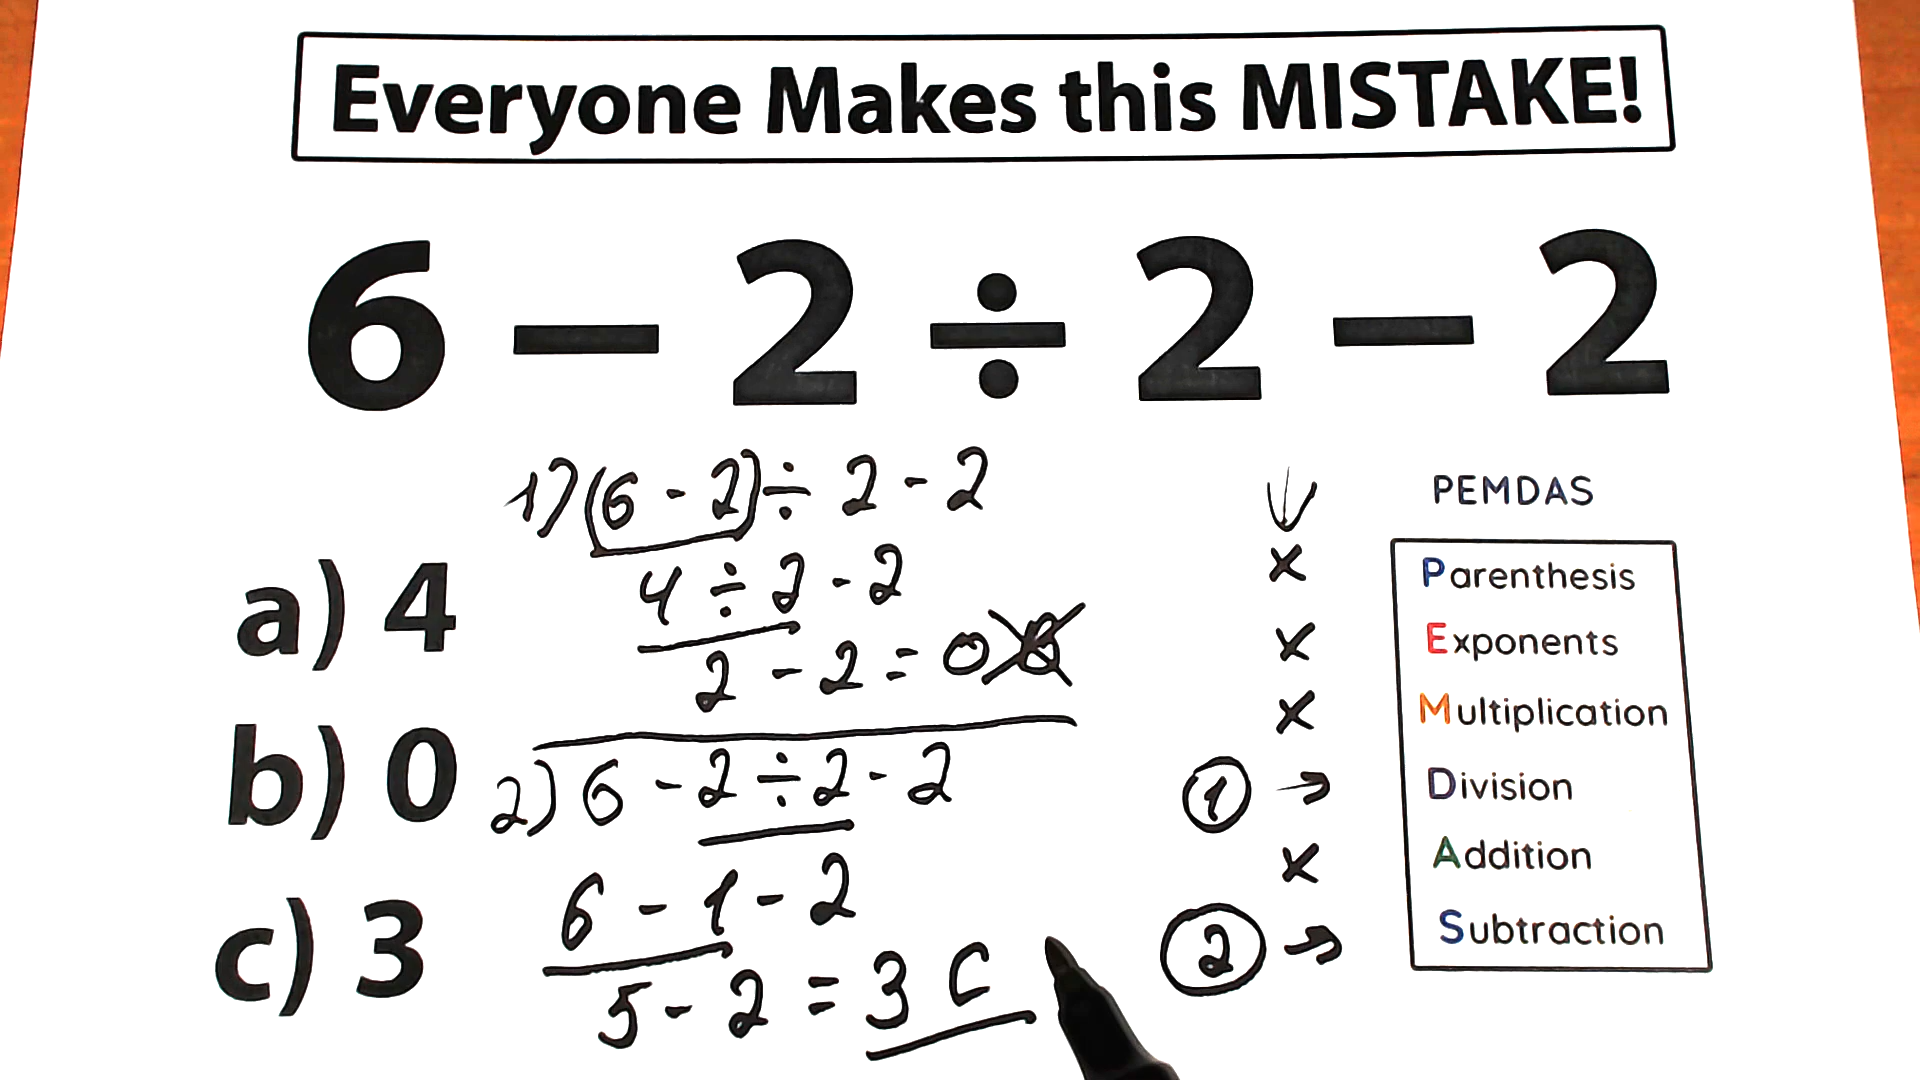 Everyone Makes this MISTAKE!
6 − 2 ÷ 2 − 2
1) (6 - 2) ÷ 2 - 2
4 ÷ 2 - 2
2 - 2 = 0
a) 4
b) 0
c) 3
2) 6 - 2 ÷ 2 - 2
6 - 1 - 2
5 - 2 = 3 C
PEMDAS
x Parenthesis
x Exponents
x Multiplication
1 → Division
x Addition
2 → Subtraction